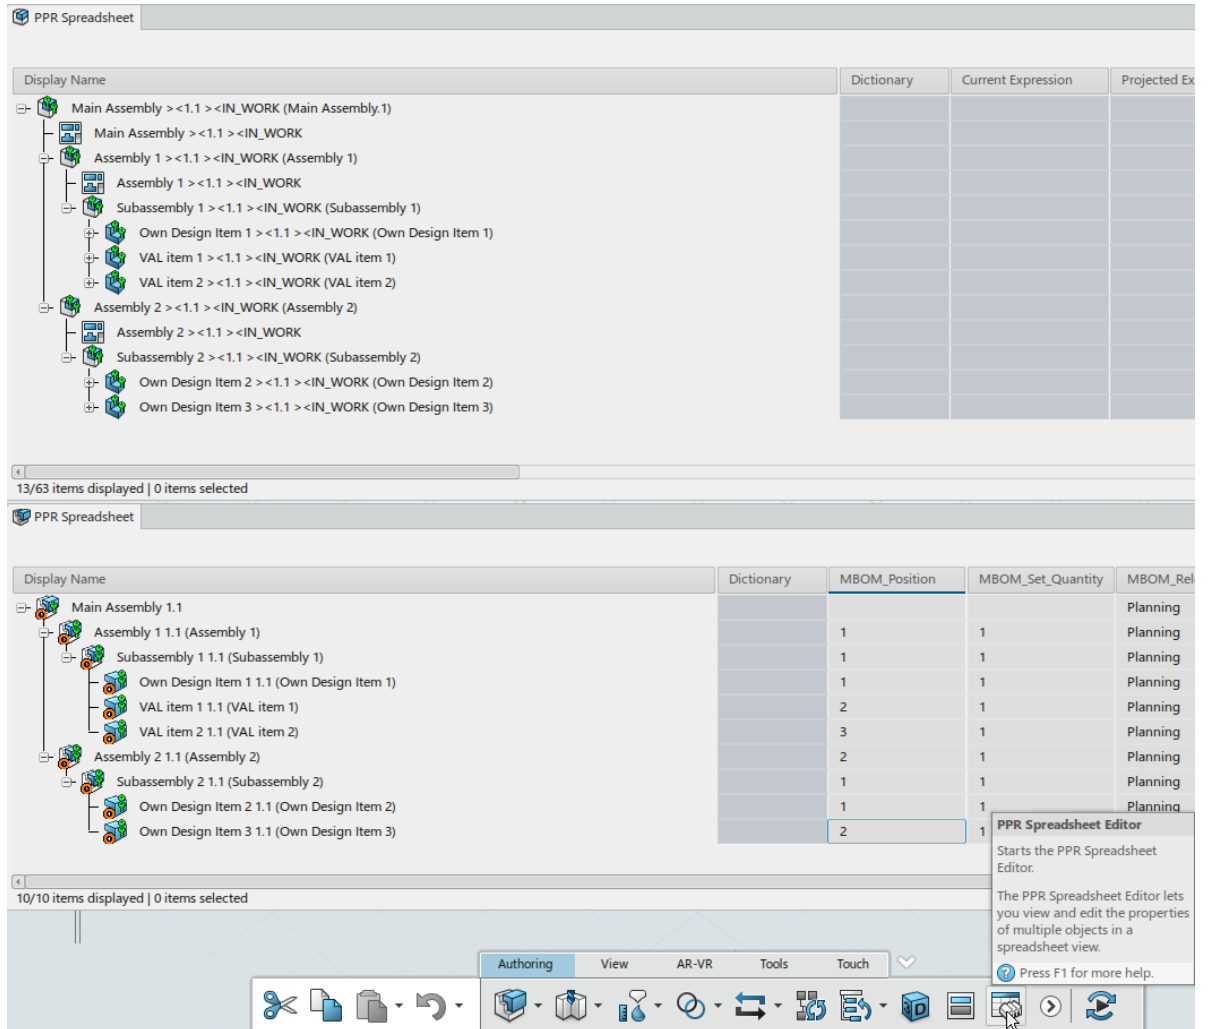 PPR Spreadsheet
Display Name Dictionary Current Expression Projected Ex
Main Assembly ><1.1 ><IN_WORK (Main Assembly.1)
Main Assembly ><1.1 ><IN_WORK
Assembly 1 ><1.1 ><IN_WORK (Assembly 1)
Assembly 1 ><1.1 ><IN_WORK
Subassembly 1 ><1.1 ><IN_WORK (Subassembly 1)
Own Design Item 1 ><1.1 ><IN_WORK (Own Design Item 1)
VAL item 1 ><1.1 ><IN_WORK (VAL item 1)
VAL item 2 ><1.1 ><IN_WORK (VAL item 2)
Assembly 2 ><1.1 ><IN_WORK (Assembly 2)
Assembly 2 ><1.1 ><IN_WORK
Subassembly 2 ><1.1 ><IN_WORK (Subassembly 2)
Own Design Item 2 ><1.1 ><IN_WORK (Own Design Item 2)
Own Design Item 3 ><1.1 ><IN_WORK (Own Design Item 3)
13/63 items displayed | 0 items selected
PPR Spreadsheet
Display Name Dictionary MBOM_Position MBOM_Set_Quantity MBOM_Rel
Main Assembly 1.1 Planning
Assembly 1 1.1 (Assembly 1) 1 1 Planning
Subassembly 1 1.1 (Subassembly 1) 1 1 Planning
Own Design Item 1 1.1 (Own Design Item 1) 1 1 Planning
VAL item 1 1.1 (VAL item 1) 2 1 Planning
VAL item 2 1.1 (VAL item 2) 3 1 Planning
Assembly 2 1.1 (Assembly 2) 2 1 Planning
Subassembly 2 1.1 (Subassembly 2) 1 1 Planning
Own Design Item 2 1.1 (Own Design Item 2) 1 1 Planning
Own Design Item 3 1.1 (Own Design Item 3) 2 1
PPR Spreadsheet Editor
Starts the PPR Spreadsheet
Editor.
The PPR Spreadsheet Editor lets
you view and edit the properties
of multiple objects in a
spreadsheet view.
Press F1 for more help.
10/10 items displayed | 0 items selected
Authoring View AR-VR Tools Touch
3D